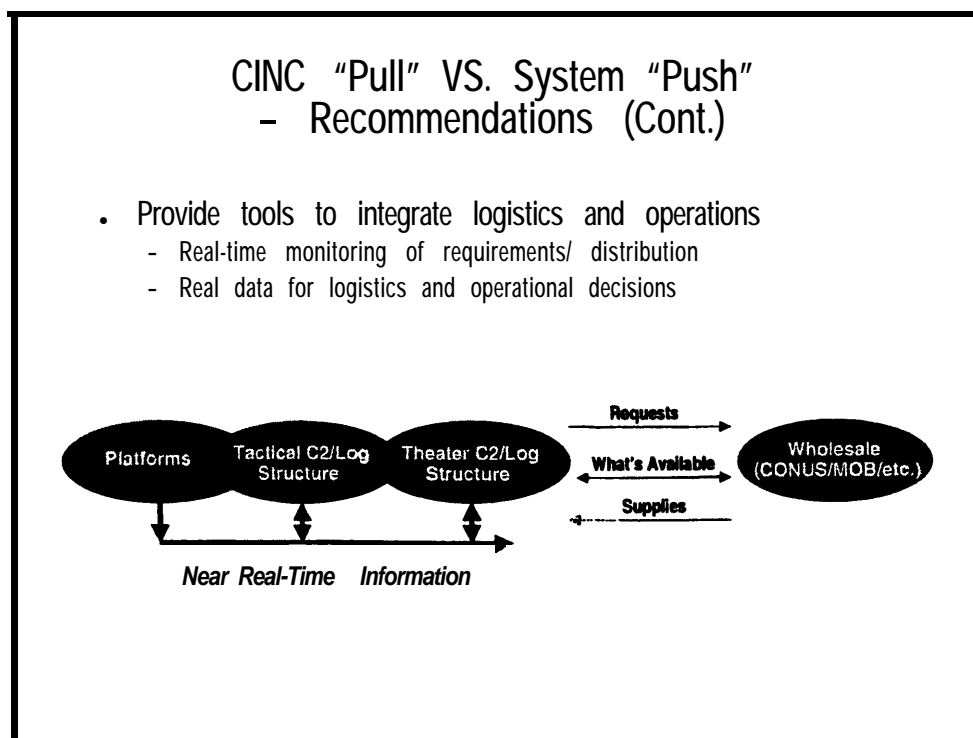 CINC "Pull" VS. System "Push"
– Recommendations (Cont.)
• Provide tools to integrate logistics and operations
– Real-time monitoring of requirements/ distribution
– Real data for logistics and operational decisions
Platforms
Tactical C2/Log
Structure
Theater C2/Log
Structure
Requests
What's Available
Supplies
Wholesale
(CONUS/MOB/etc.)
Near Real-Time Information